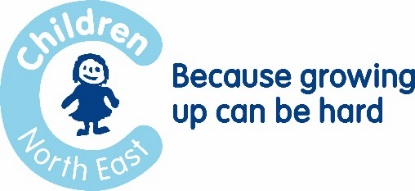 Children
North East
Because growing
up can be hard